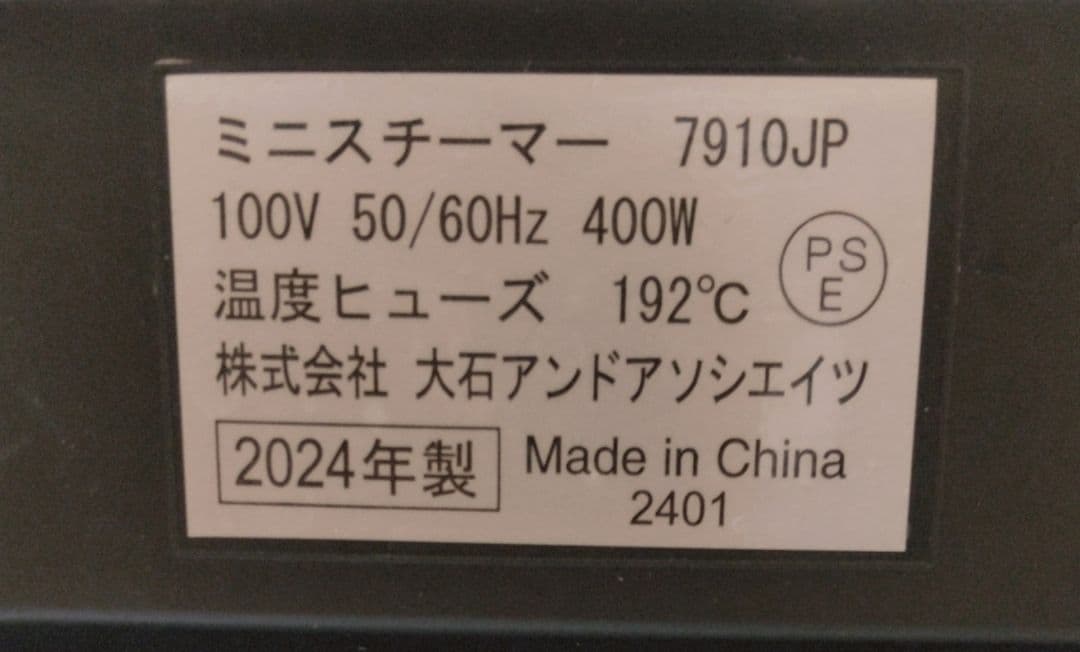 ミニスチーマー 7910JP
100V 50/60Hz 400W
PS
E
温度ヒューズ 192℃
株式会社 大石アンドアソシエイツ
2024年製 Made in China
2401